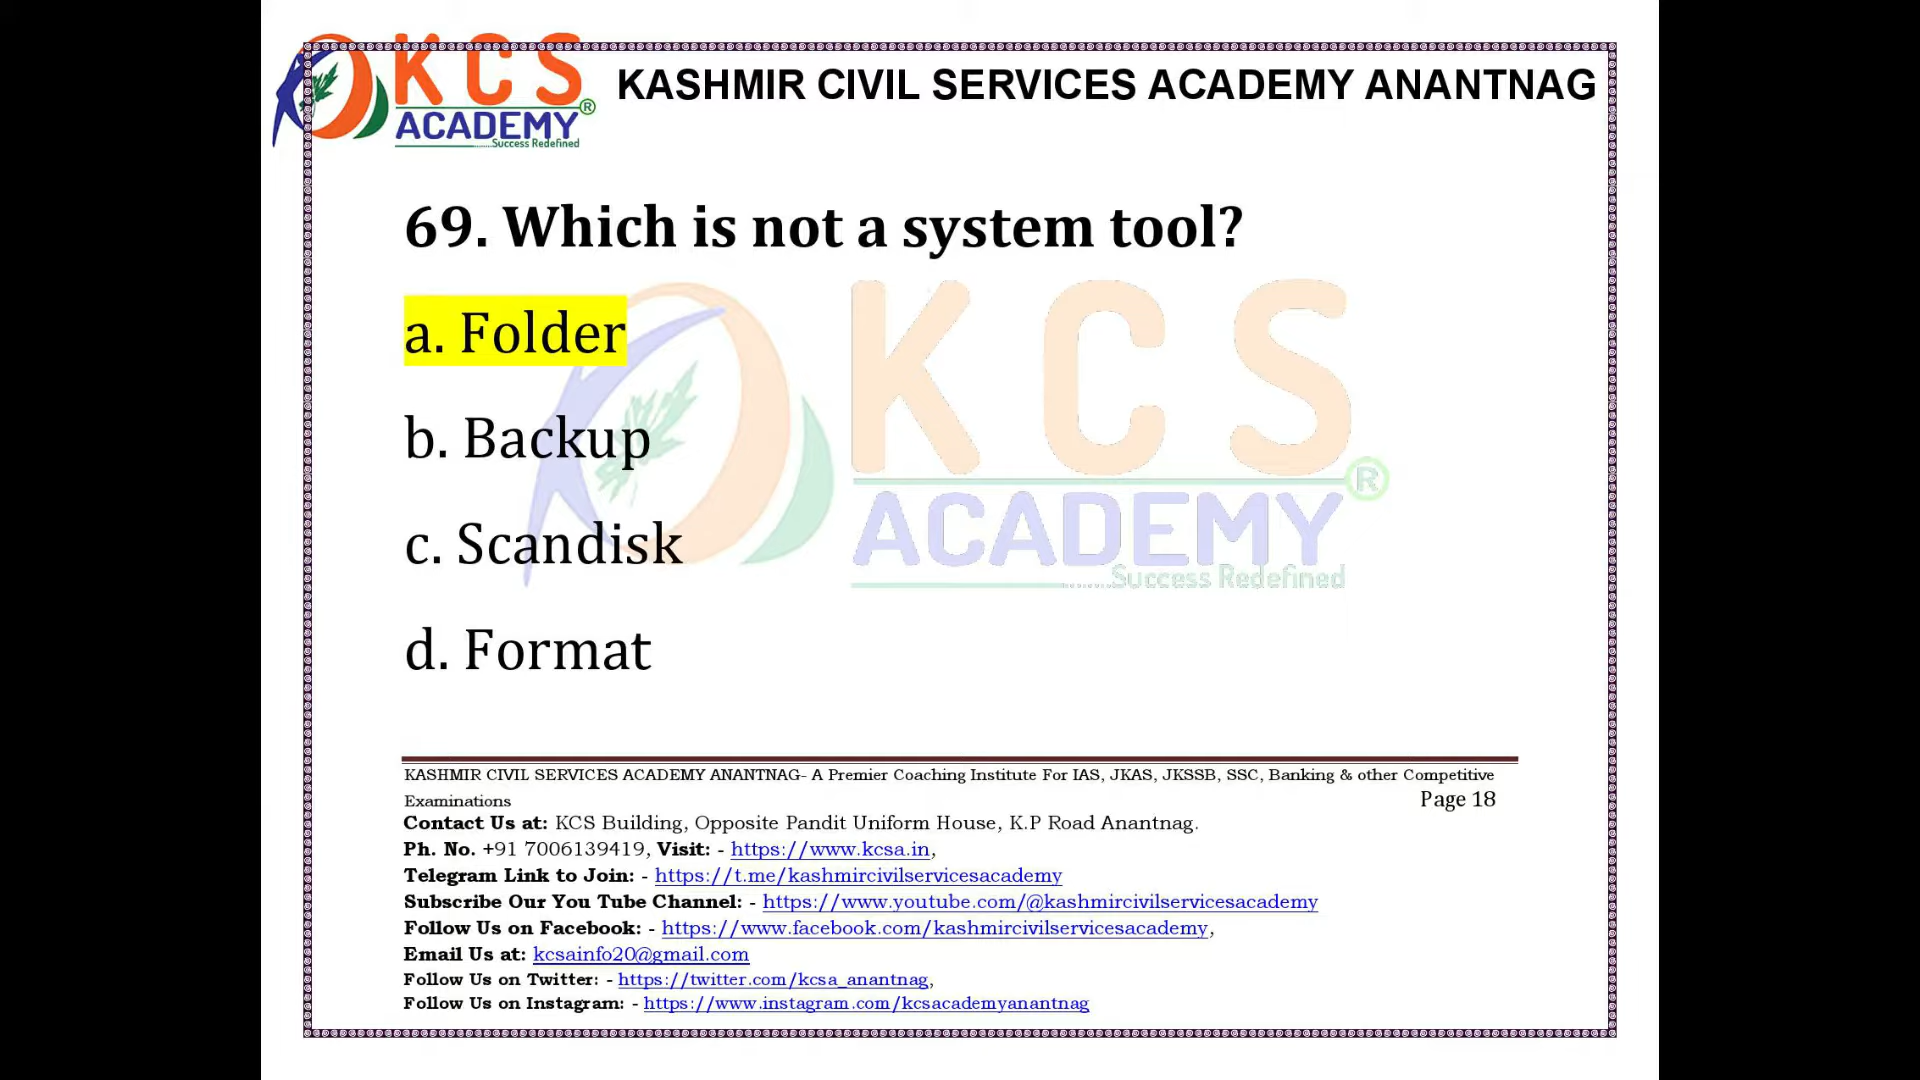 KCS
ACADEMY®
........Success Redefined
KASHMIR CIVIL SERVICES ACADEMY ANANTNAG
69. Which is not a system tool?
a. Folder
b. Backup
c. Scandisk
d. Format
KCS
ACADEMY®
........Success Redefined
KASHMIR CIVIL SERVICES ACADEMY ANANTNAG- A Premier Coaching Institute For IAS, JKAS, JKSSB, SSC, Banking & other Competitive
Examinations Page 18
Contact Us at: KCS Building, Opposite Pandit Uniform House, K.P Road Anantnag.
Ph. No. +91 7006139419, Visit: - https://www.kcsa.in,
Telegram Link to Join: - https://t.me/kashmircivilservicesacademy
Subscribe Our You Tube Channel: - https://www.youtube.com/@kashmircivilservicesacademy
Follow Us on Facebook: - https://www.facebook.com/kashmircivilservicesacademy,
Email Us at: kcsainfo20@gmail.com
Follow Us on Twitter: - https://twitter.com/kcsa_anantnag,
Follow Us on Instagram: - https://www.instagram.com/kcsacademyanantnag